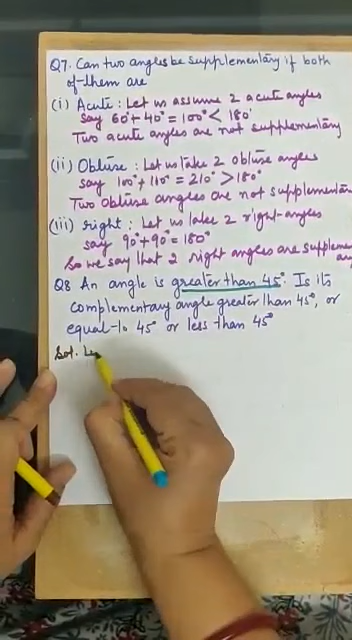 Q7. Can two angles be supplementary if both
of them are
(i) Acute : Let us assume 2 acute angles
say 60°+40° = 100° < 180°
Two acute angles are not supplementary
(ii) Obtuse : Let us take 2 obtuse angles
say 100°+110° = 210° > 180°
Two obtuse angles are not supplementary
(iii) right : Let us take 2 right-angles
say 90°+90° = 180°
So we say that 2 right angles are supplementary
Q8 An angle is greater than 45°. Is its
complementary angle greater than 45°, or
equal to 45° or less than 45°
Sol. Le